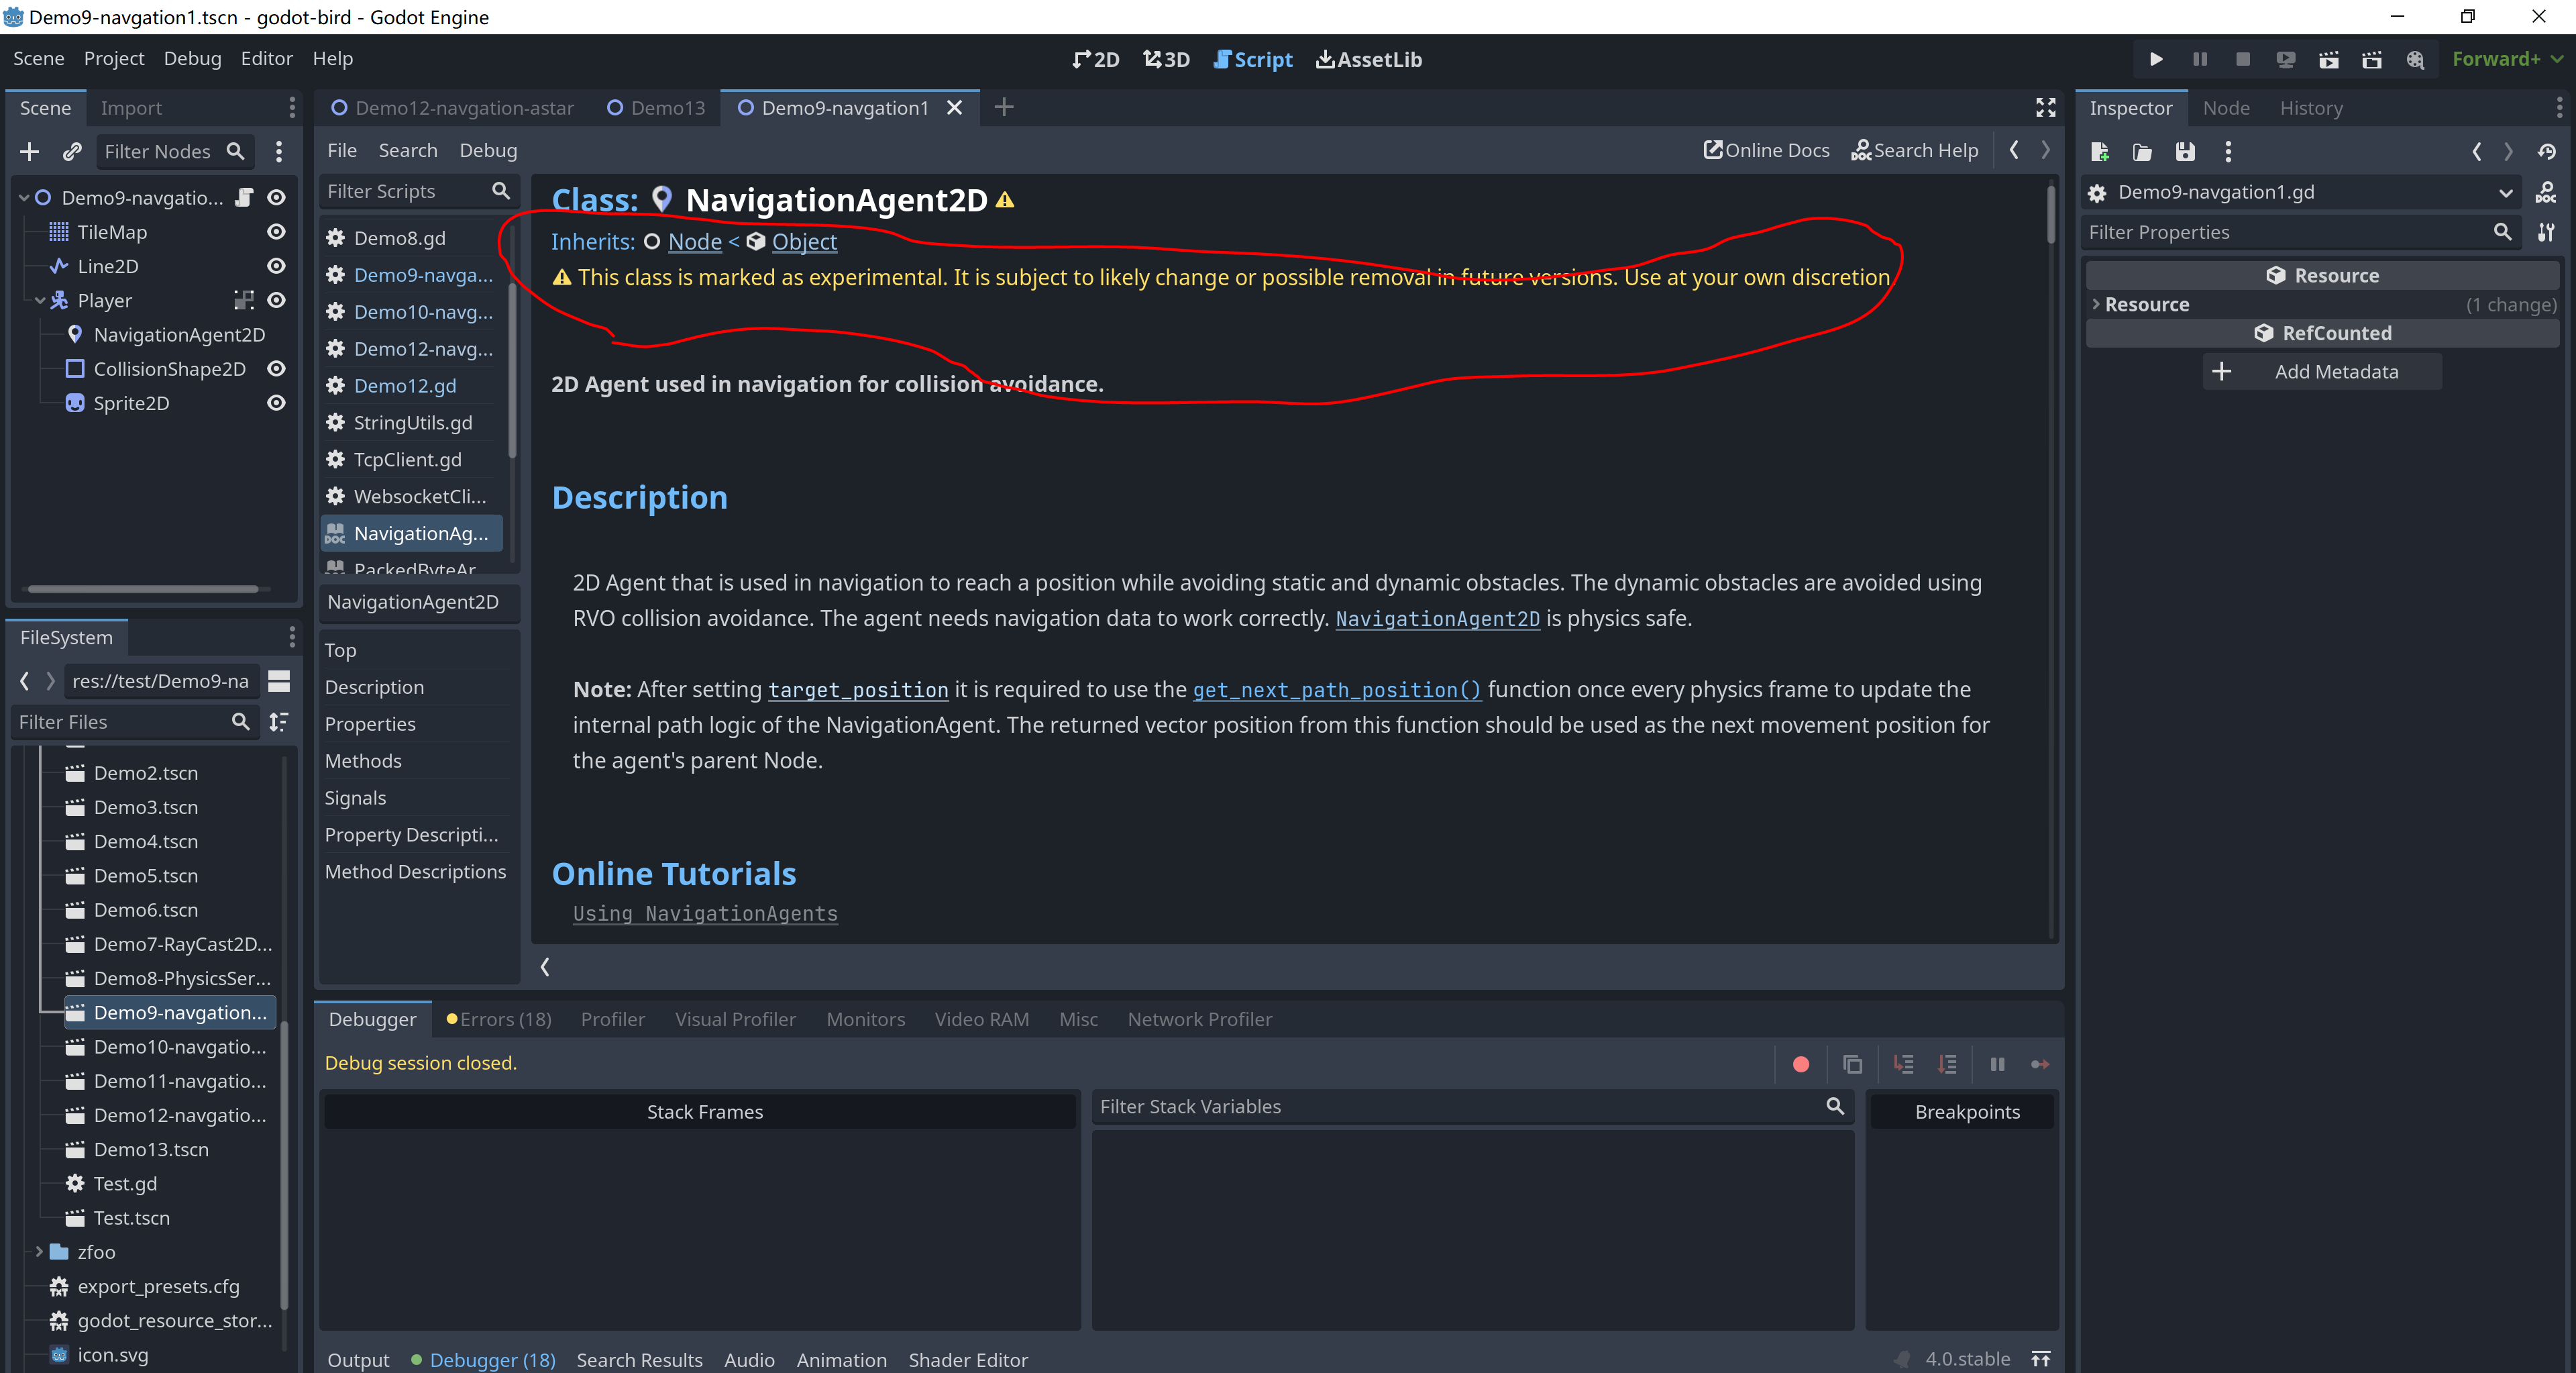 Demo9-navgation1.tscn - godot-bird - Godot Engine
Scene Project Debug Editor Help
2D 3D Script AssetLib
Forward+
Scene Import
Filter Nodes
Demo9-navgatio...
TileMap
Line2D
Player
NavigationAgent2D
CollisionShape2D
Sprite2D
FileSystem
res://test/Demo9-na
Filter Files
Demo2.tscn
Demo3.tscn
Demo4.tscn
Demo5.tscn
Demo6.tscn
Demo7-RayCast2D...
Demo8-PhysicsSer...
Demo9-navgation...
Demo10-navgatio...
Demo11-navgatio...
Demo12-navgatio...
Demo13.tscn
Test.gd
Test.tscn
zfoo
export_presets.cfg
godot_resource_stor...
icon.svg
Demo12-navgation-astar Demo13 Demo9-navgation1
File Search Debug
Online Docs Search Help
Filter Scripts
Demo8.gd
Demo9-navga...
Demo10-navg...
Demo12-navg...
Demo12.gd
StringUtils.gd
TcpClient.gd
WebsocketCli...
NavigationAg...
PackedByteAr
NavigationAgent2D
Top
Description
Properties
Methods
Signals
Property Descripti...
Method Descriptions
Class: NavigationAgent2D
Inherits: Node < Object
This class is marked as experimental. It is subject to likely change or possible removal in future versions. Use at your own discretion.
2D Agent used in navigation for collision avoidance.
Description
2D Agent that is used in navigation to reach a position while avoiding static and dynamic obstacles. The dynamic obstacles are avoided using
RVO collision avoidance. The agent needs navigation data to work correctly. NavigationAgent2D is physics safe.
Note: After setting target_position it is required to use the get_next_path_position() function once every physics frame to update the
internal path logic of the NavigationAgent. The returned vector position from this function should be used as the next movement position for
the agent's parent Node.
Online Tutorials
Using NavigationAgents
Debugger Errors (18) Profiler Visual Profiler Monitors Video RAM Misc Network Profiler
Debug session closed.
Stack Frames
Filter Stack Variables
Breakpoints
Output Debugger (18) Search Results Audio Animation Shader Editor
4.0.stable
Inspector Node History
Demo9-navgation1.gd
Filter Properties
Resource
Resource (1 change)
RefCounted
Add Metadata